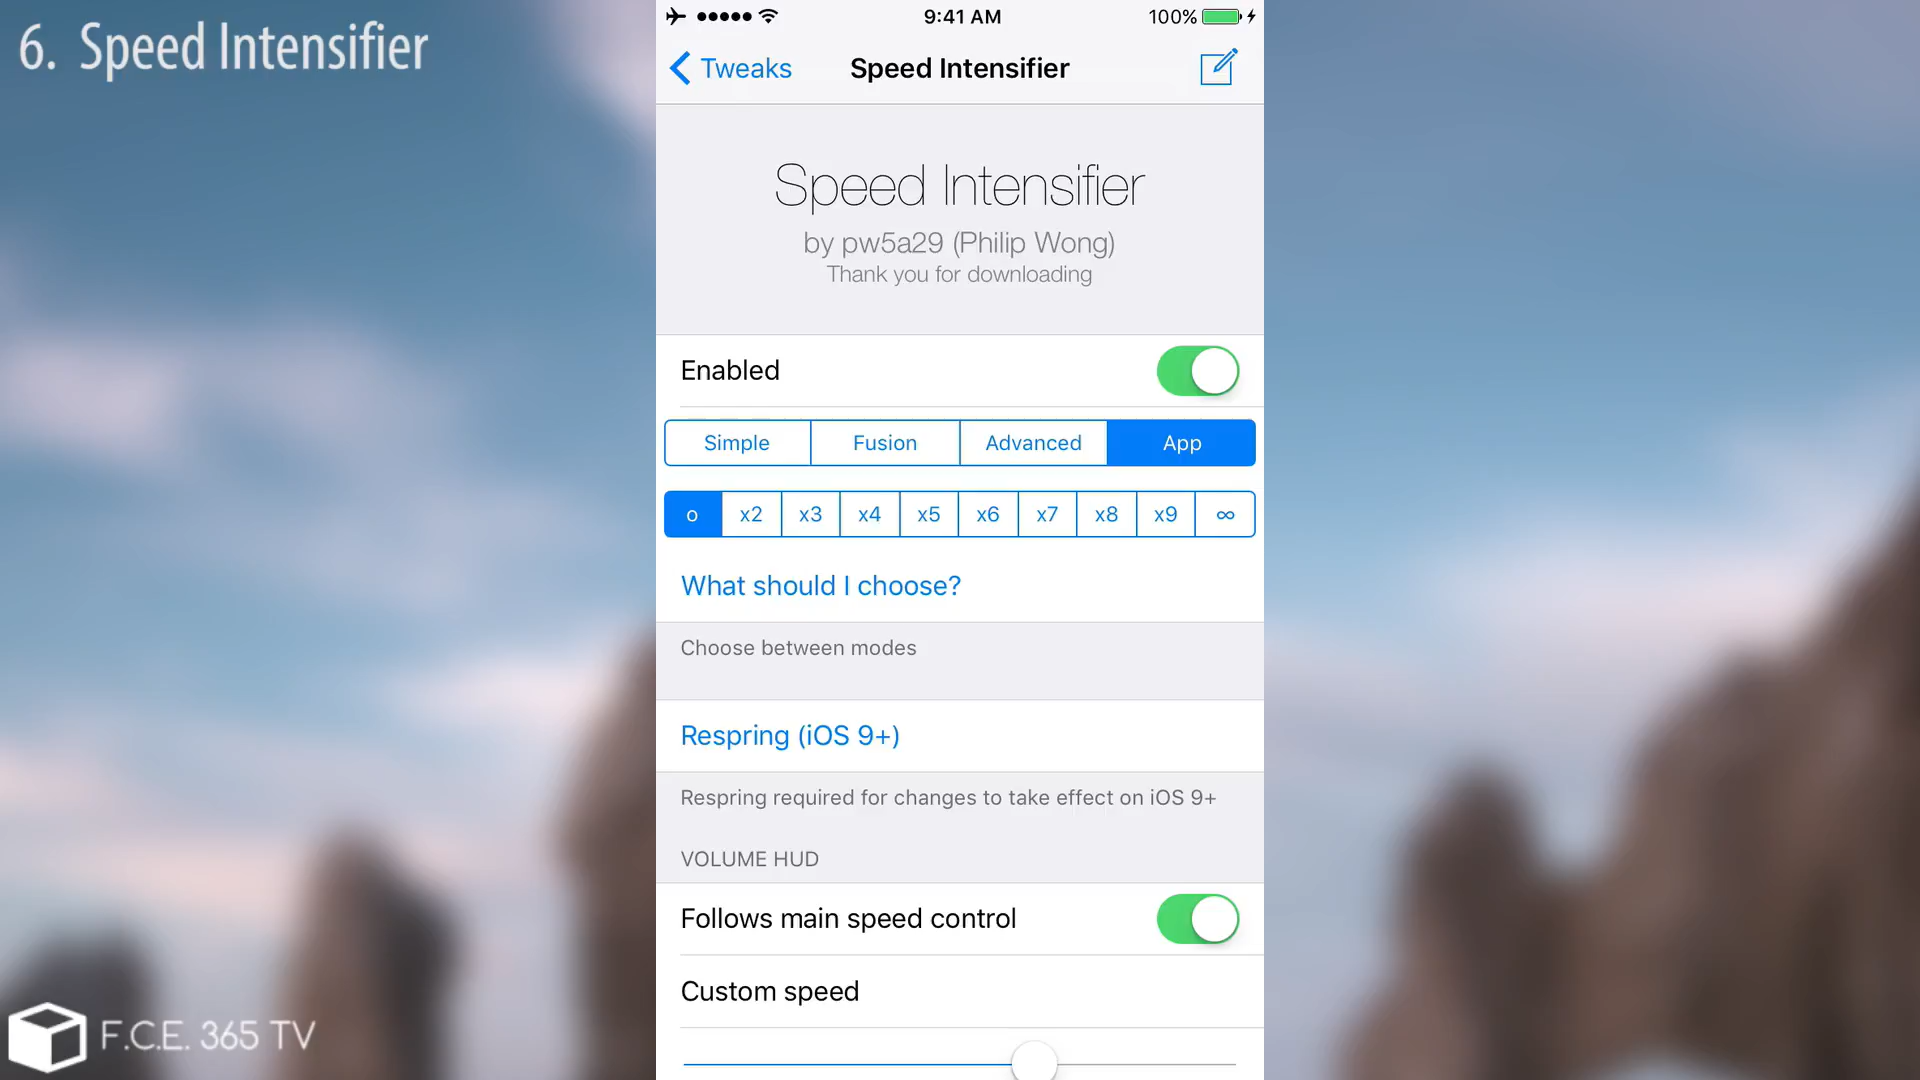 6. Speed Intensifier
9:41 AM
100%
Tweaks
Speed Intensifier
Speed Intensifier
by pw5a29 (Philip Wong)
Thank you for downloading
Enabled
Simple Fusion Advanced App
o x2 x3 x4 x5 x6 x7 x8 x9 ∞
What should I choose?
Choose between modes
Respring (iOS 9+)
Respring required for changes to take effect on iOS 9+
VOLUME HUD
Follows main speed control
Custom speed
F.C.E. 365 TV